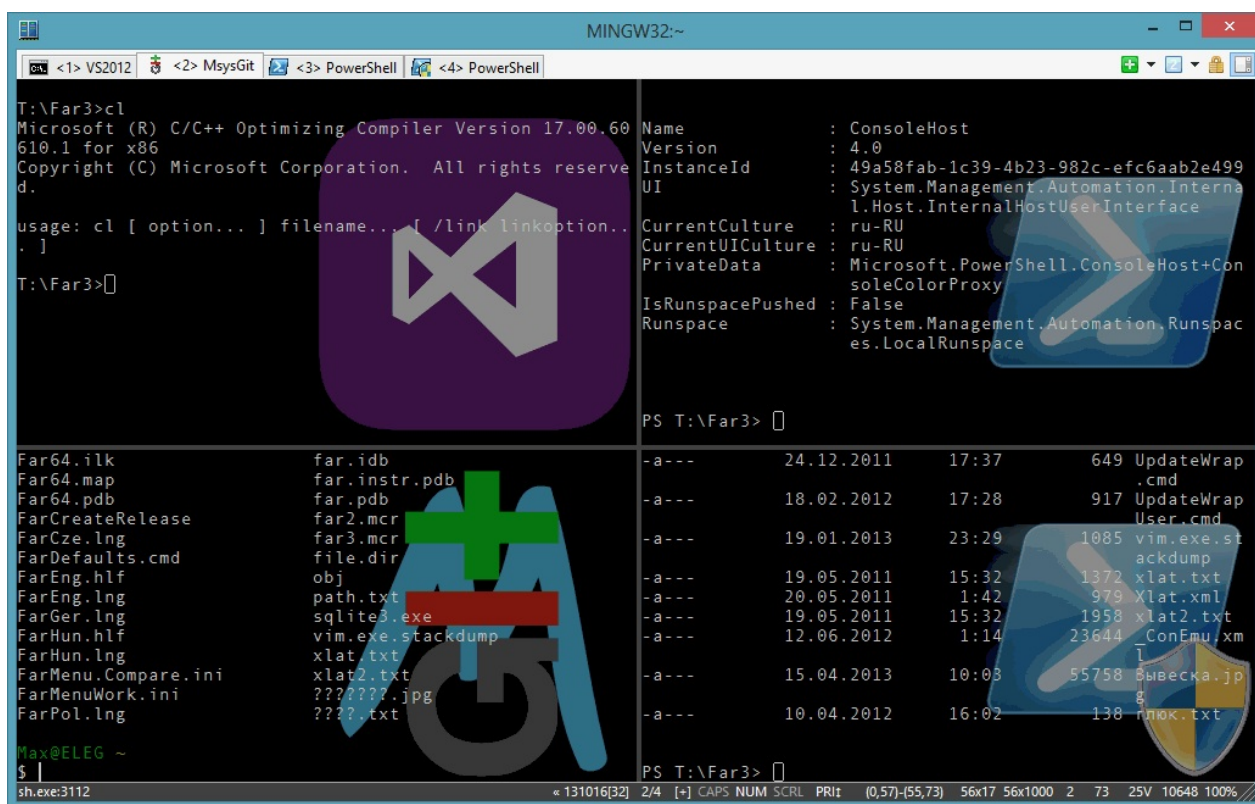 MINGW32:~
<1> VS2012 <2> MsysGit <3> PowerShell <4> PowerShell
T:\Far3>cl
Microsoft (R) C/C++ Optimizing Compiler Version 17.00.60
610.1 for x86
Copyright (C) Microsoft Corporation.  All rights reserve
d.
usage: cl [ option... ] filename... [ /link linkoption..
. ]
T:\Far3>
Name              : ConsoleHost
Version           : 4.0
InstanceId        : 49a58fab-1c39-4b23-982c-efc6aab2e499
UI                : System.Management.Automation.Interna
l.Host.InternalHostUserInterface
CurrentCulture    : ru-RU
CurrentUICulture  : ru-RU
PrivateData       : Microsoft.PowerShell.ConsoleHost+Con
soleColorProxy
IsRunspacePushed  : False
Runspace          : System.Management.Automation.Runspac
es.LocalRunspace
PS T:\Far3>
Far64.ilk far.idb
Far64.map far.instr.pdb
Far64.pdb far.pdb
FarCreateRelease far2.mcr
FarCze.lng far3.mcr
FarDefaults.cmd file.dir
FarEng.hlf obj
FarEng.lng path.txt
FarGer.lng sqlite3.exe
FarHun.hlf vim.exe.stackdump
FarHun.lng xlat.txt
FarMenu.Compare.ini xlat2.txt
FarMenuWork.ini ???????.jpg
FarPol.lng ????.txt
Max@ELEG ~
$
-a--- 24.12.2011 17:37 649 UpdateWrap
.cmd
-a--- 18.02.2012 17:28 917 UpdateWrap
User.cmd
-a--- 19.01.2013 23:29 1085 vim.exe.st
ackdump
-a--- 19.05.2011 15:32 1372 xlat.txt
-a--- 20.05.2011 1:42 979 Xlat.xml
-a--- 19.05.2011 15:32 1958 xlat2.txt
-a--- 12.06.2012 1:14 23644 _ConEmu.xm
l
-a--- 15.04.2013 10:03 55758 Вывеска.jp
g
-a--- 10.04.2012 16:02 138 глюк.txt
PS T:\Far3>
sh.exe:3112 « 131016[32] 2/4 [+] CAPS NUM SCRL PRI‡ (0,57)-(55,73) 56x17 56x1000 2 73 25V 10648 100%